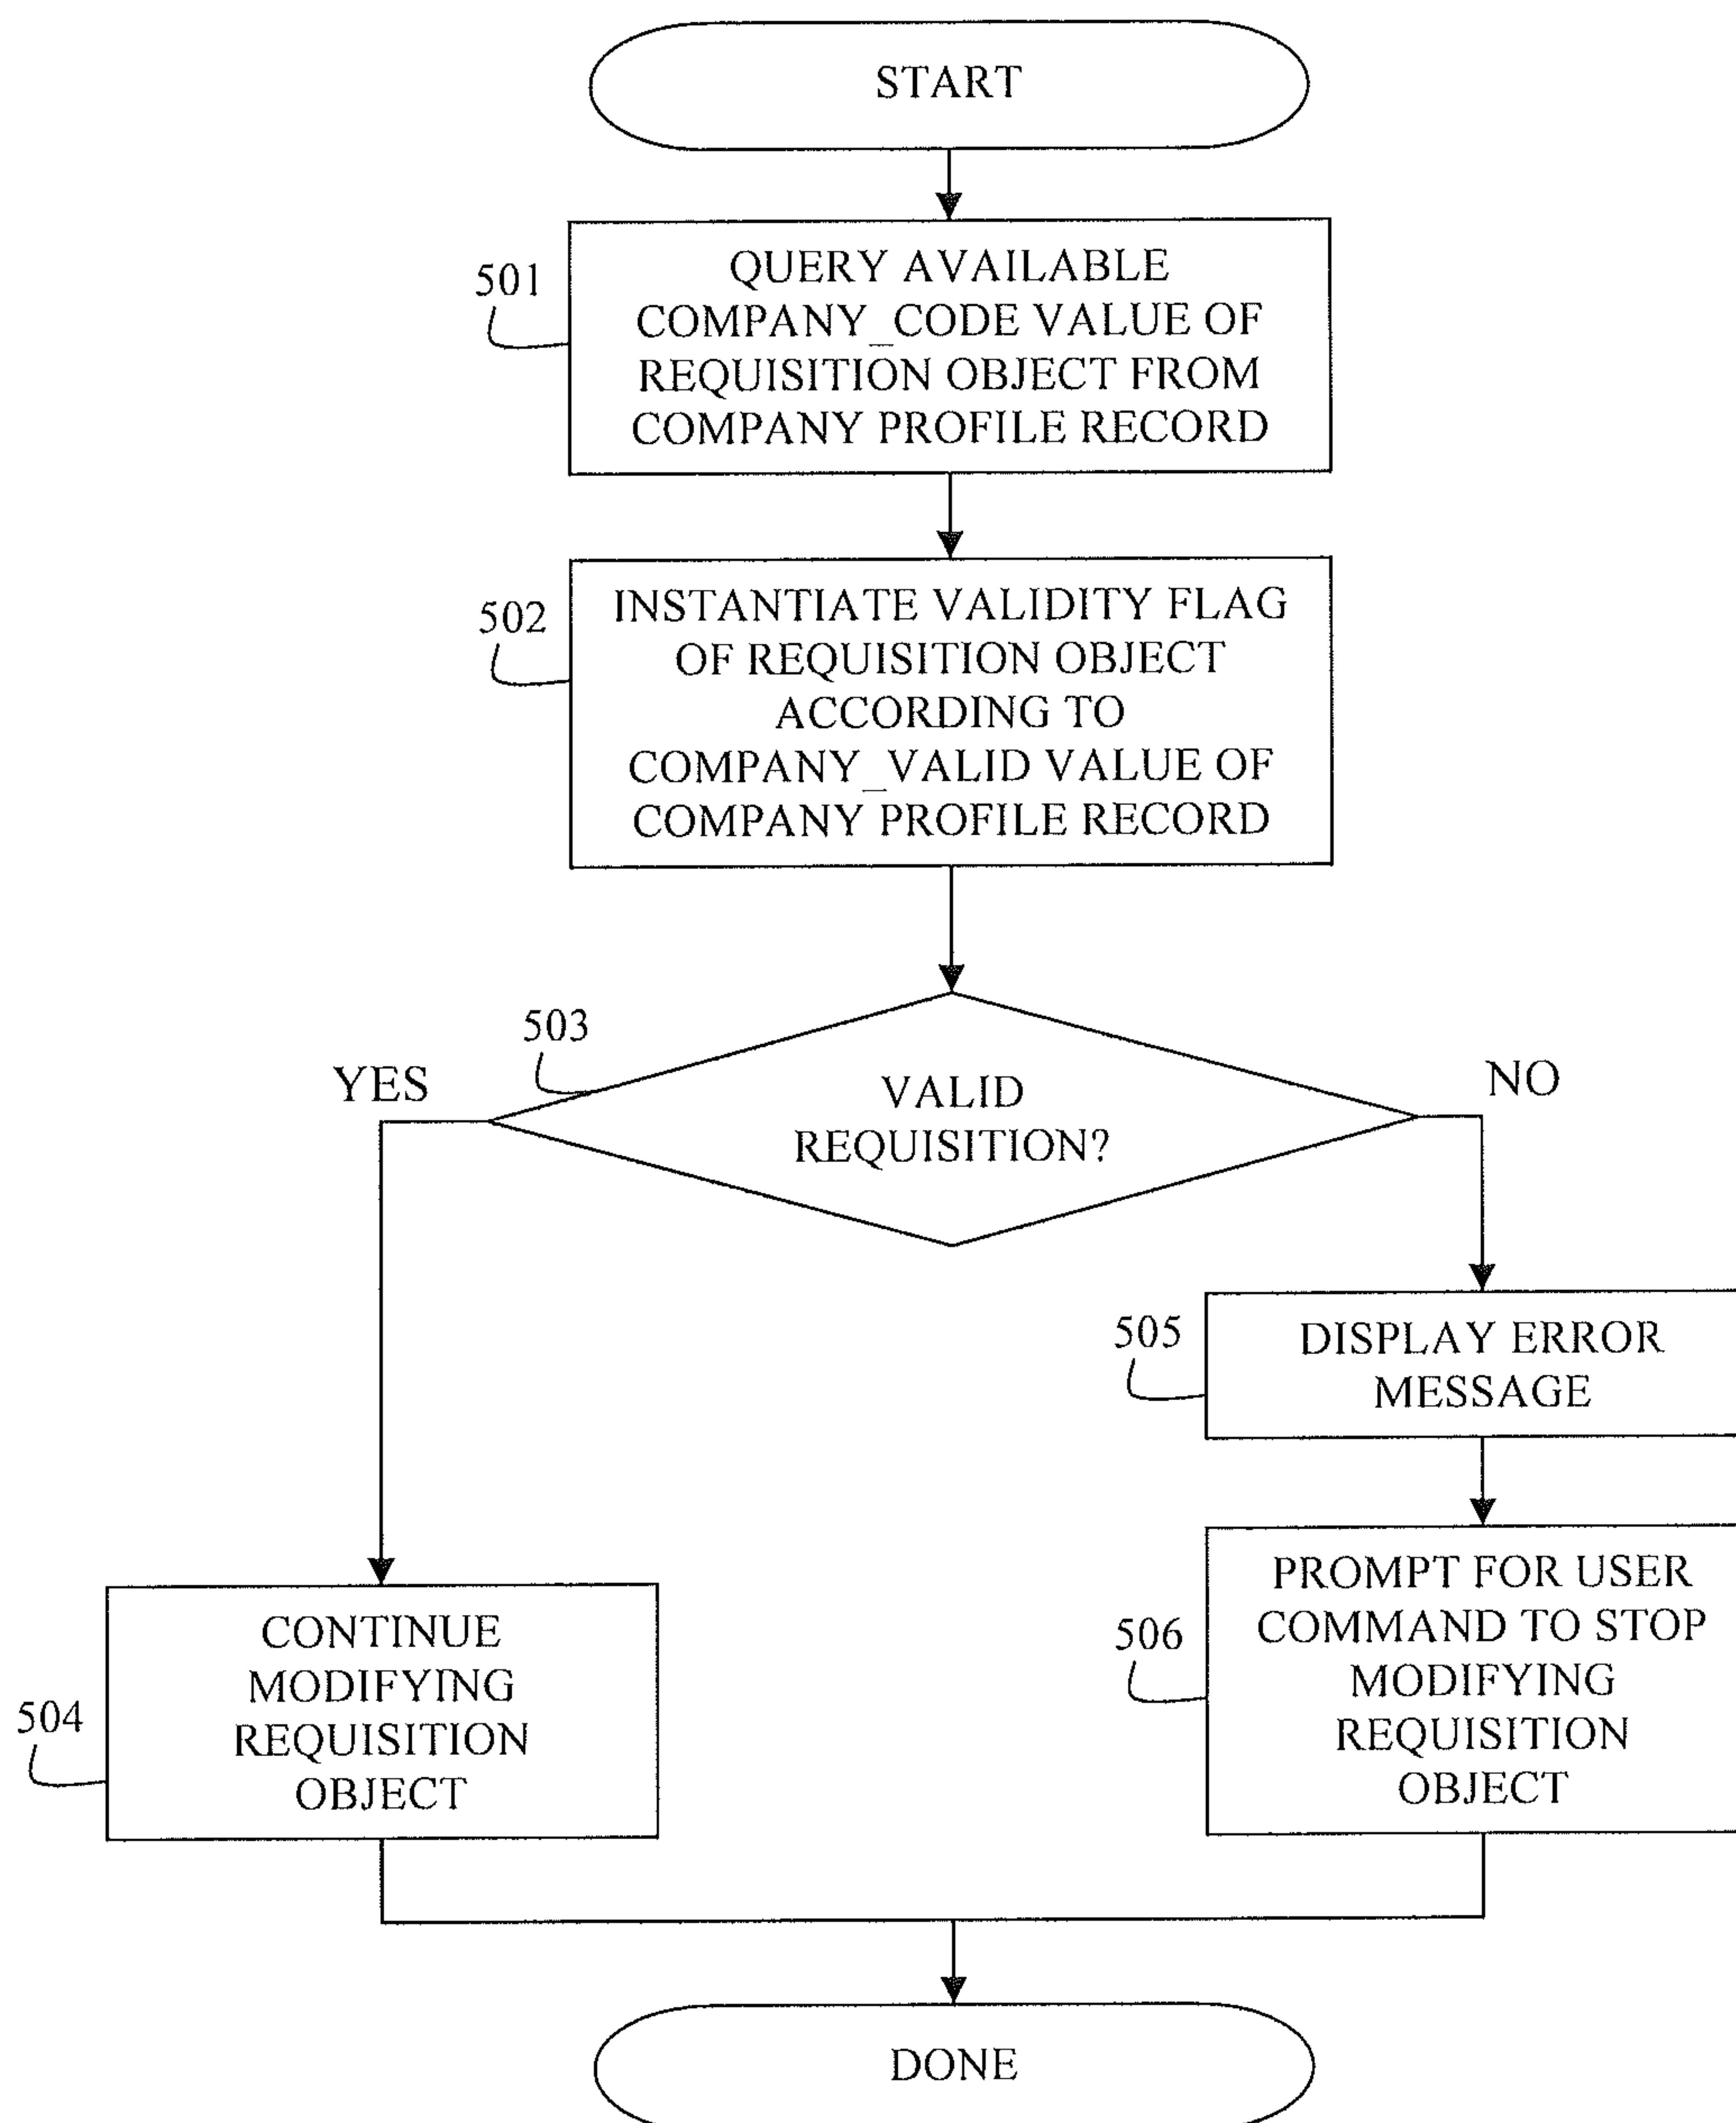 START
501
QUERY AVAILABLE
COMPANY_CODE VALUE OF
REQUISITION OBJECT FROM
COMPANY PROFILE RECORD
502
INSTANTIATE VALIDITY FLAG
OF REQUISITION OBJECT
ACCORDING TO
COMPANY_VALID VALUE OF
COMPANY PROFILE RECORD
503
YES
VALID
REQUISITION?
NO
505
DISPLAY ERROR
MESSAGE
504
CONTINUE
MODIFYING
REQUISITION
OBJECT
506
PROMPT FOR USER
COMMAND TO STOP
MODIFYING
REQUISITION
OBJECT
DONE